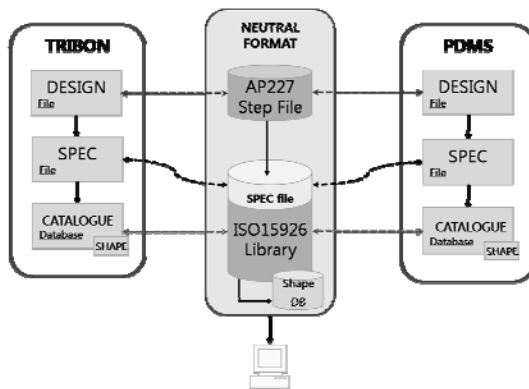 TRIBON
DESIGN
File
SPEC
File
CATALOGUE
Database
SHAPE
NEUTRAL
FORMAT
AP227
Step File
SPEC file
ISO15926
Library
Shape
DB
PDMS
DESIGN
File
SPEC
File
CATALOGUE
Database
SHAPE